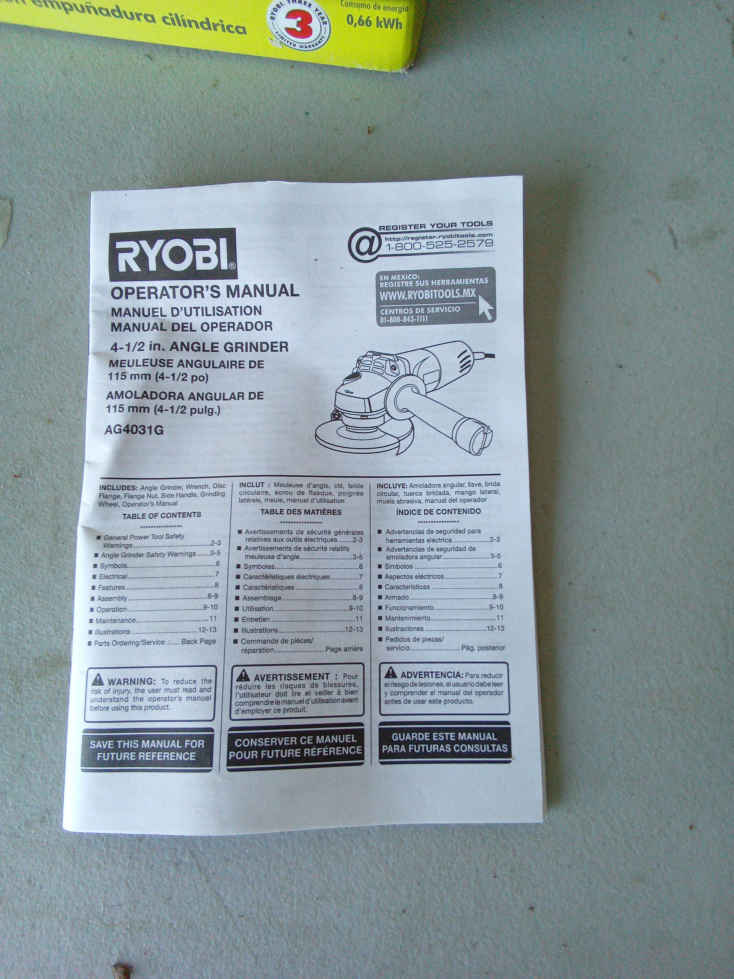 empuñadura cilíndrica
RYOBI THREE YEAR
3
LIMITED WARRANTY
Consumo de energía
0,66 kWh
RYOBI®
@
REGISTER YOUR TOOLS
http://register.ryobitools.com
1-800-525-2579
EN MEXICO:
REGISTRE SUS HERRAMIENTAS
WWW.RYOBITOOLS.MX
CENTROS DE SERVICIO
01-800-843-1111
OPERATOR'S MANUAL
MANUEL D'UTILISATION
MANUAL DEL OPERADOR
4-1/2 in. ANGLE GRINDER
MEULEUSE ANGULAIRE DE
115 mm (4-1/2 po)
AMOLADORA ANGULAR DE
115 mm (4-1/2 pulg.)
AG4031G
INCLUDES: Angle Grinder, Wrench, Disc
Flange, Flange Nut, Side Handle, Grinding
Wheel, Operator's Manual
TABLE OF CONTENTS
****************
■ General Power Tool Safety
Warnings....................2-3
■ Angle Grinder Safety Warnings.......3-5
■ Symbols....................6
■ Electrical....................7
■ Features....................8
■ Assembly....................8-9
■ Operation....................9-10
■ Maintenance....................11
■ Illustrations....................12-13
■ Parts Ordering/Service ...... Back Page
WARNING: To reduce the
risk of injury, the user must read and
understand the operator's manual
before using this product.
SAVE THIS MANUAL FOR
FUTURE REFERENCE
INCLUT : Meuleuse d'angle, clé, bride
circulaire, écrou de flasque, poignée
latérale, meule, manuel d'utilisation
TABLE DES MATIÈRES
****************
■ Avertissements de sécurité générales
relatives aux outils électriques .......2-3
■ Avertissements de sécurité relatifs
meuleuse d'angle....................3-5
■ Symboles....................6
■ Caractéristiques électriques..........7
■ Caractéristiques....................8
■ Assemblage....................8-9
■ Utilisation....................9-10
■ Entretien....................11
■ Illustrations....................12-13
■ Commande de pièces/
réparation....................Page arrière
AVERTISSEMENT : Pour
réduire les risques de blessures,
l'utilisateur doit lire et veiller à bien
comprendre le manuel d'utilisation avant
d'employer ce produit.
CONSERVER CE MANUEL
POUR FUTURE RÉFÉRENCE
INCLUYE: Amoladora angular, llave, brida
circular, tuerca bridada, mango lateral,
muela abrasiva, manual del operador
ÍNDICE DE CONTENIDO
****************
■ Advertencias de seguridad para
herramientas eléctrica....................2-3
■ Advertencias de seguridad de
amoladora angular....................3-5
■ Símbolos....................6
■ Aspectos eléctricos....................7
■ Características....................8
■ Armado....................8-9
■ Funcionamiento....................9-10
■ Mantenimiento....................11
■ Ilustraciones....................12-13
■ Pedidos de piezas/
servicio....................Pág. posterior
ADVERTENCIA: Para reducir
el riesgo de lesiones, el usuario debe leer
y comprender el manual del operador
antes de usar este producto.
GUARDE ESTE MANUAL
PARA FUTURAS CONSULTAS